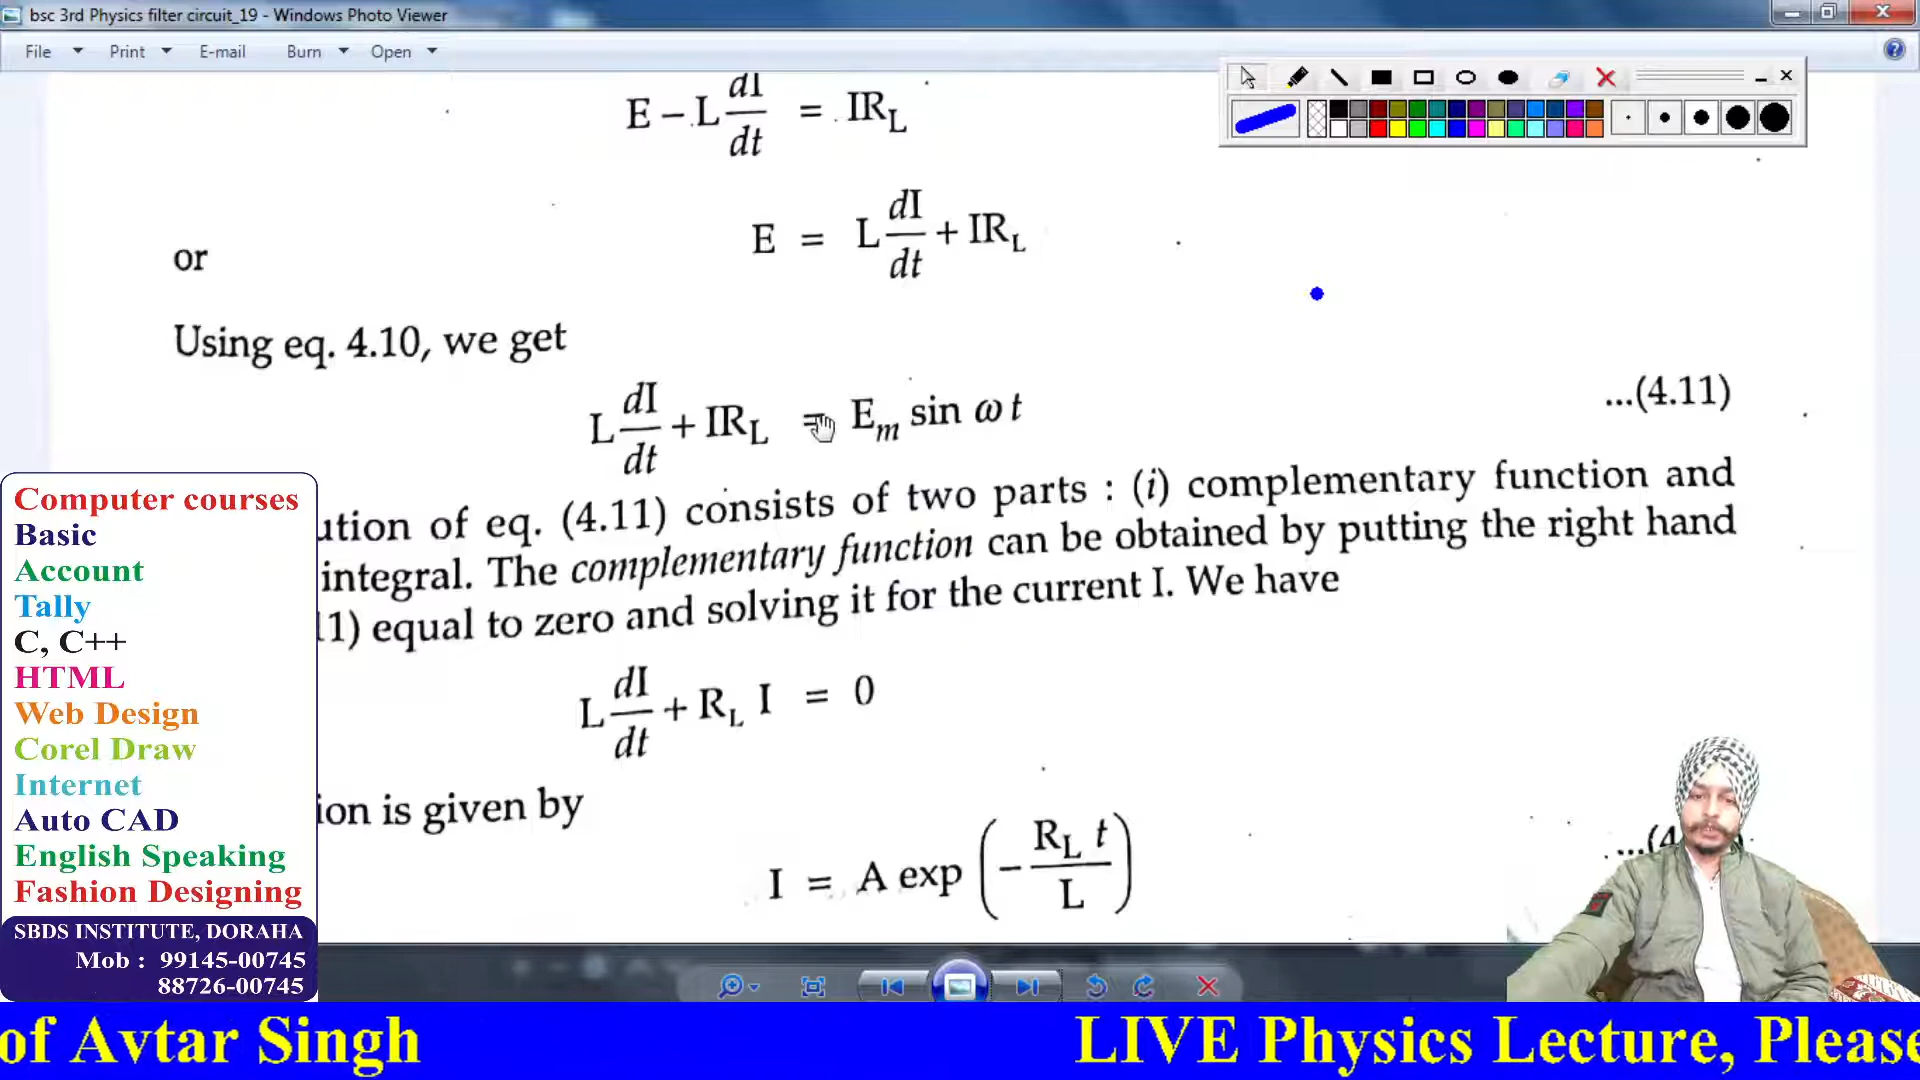 bsc 3rd Physics filter circuit_19 - Windows Photo Viewer
File Print E-mail Burn Open
E – L dI/dt = IR_L
or E = L dI/dt + IR_L
Using eq. 4.10, we get
L dI/dt + IR_L = E_m sin ω t ...(4.11)
ution of eq. (4.11) consists of two parts : (i) complementary function and
integral. The complementary function can be obtained by putting the right hand
11) equal to zero and solving it for the current I. We have
L dI/dt + R_L I = 0
ion is given by
I = A exp (– R_L t / L) ...(4
Computer courses
Basic
Account
Tally
C, C++
HTML
Web Design
Corel Draw
Internet
Auto CAD
English Speaking
Fashion Designing
SBDS INSTITUTE, DORAHA
Mob : 99145-00745
88726-00745
of Avtar Singh LIVE Physics Lecture, Please